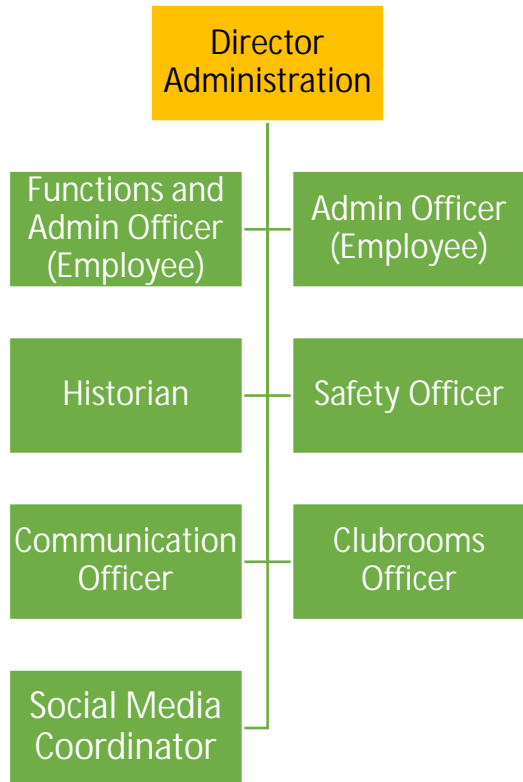 Director
Administration
Functions and
Admin Officer
(Employee)
Admin Officer
(Employee)
Historian
Safety Officer
Communication
Officer
Clubrooms
Officer
Social Media
Coordinator